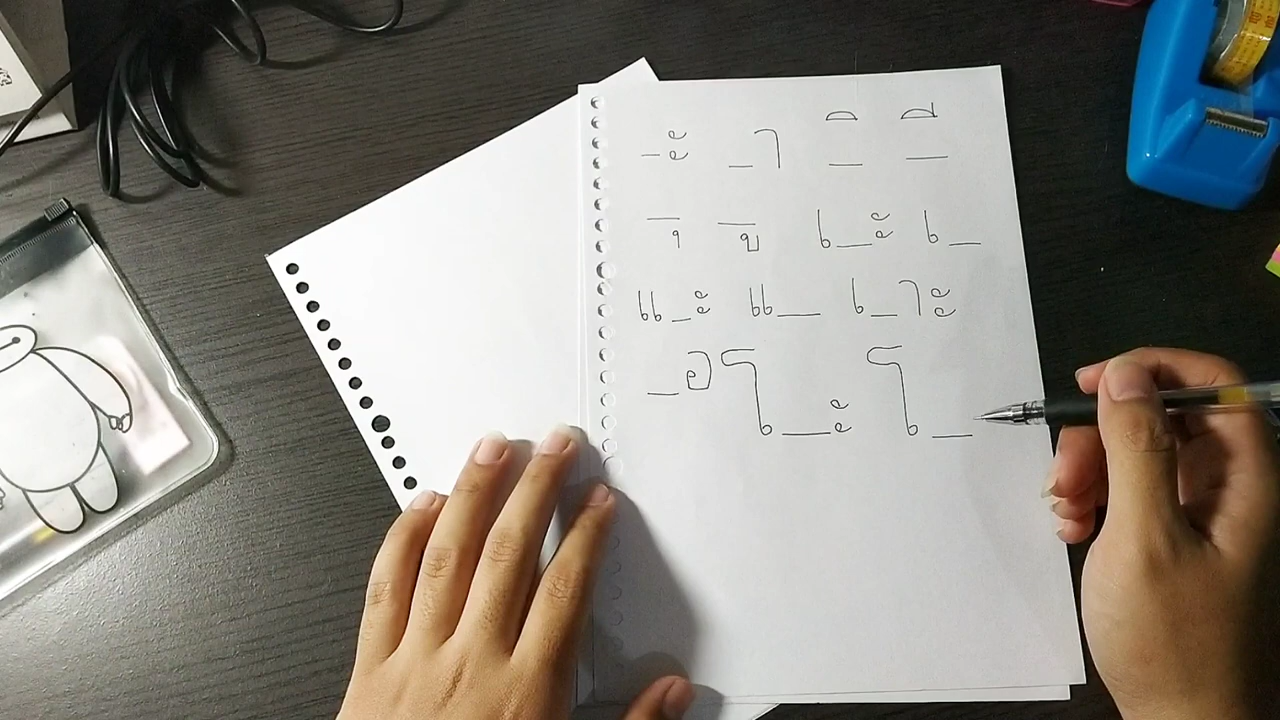 _ะ _า _ิ _ี
_ุ _ู เ_ะ เ_
แ_ะ แ_ เ_าะ
_อ โ_ะ โ_